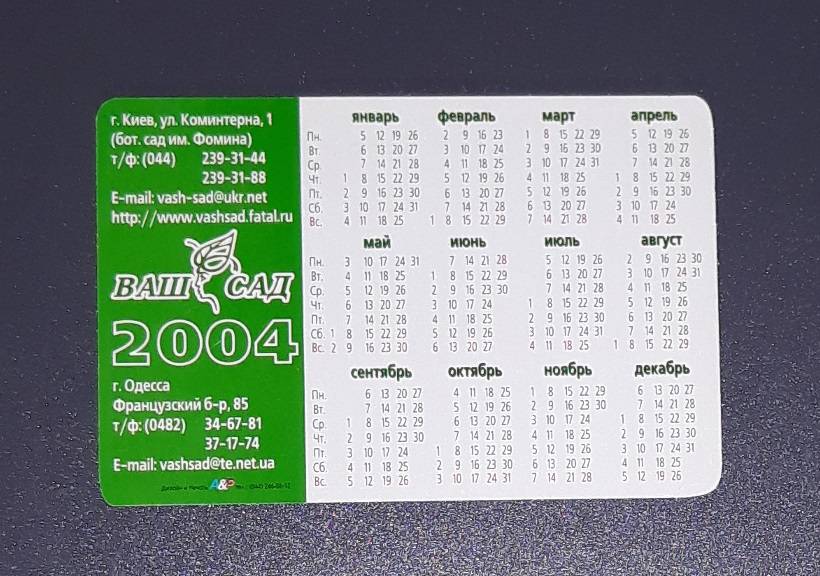 г. Киев, ул. Коминтерна, 1
(бот. сад им. Фомина)
т/ф: (044) 239-31-44
239-31-88
E-mail: vash-sad@ukr.net
http://www.vashsad.fatal.ru
ВАШ САД
2004
г. Одесса
Французский б-р, 85
т/ф: (0482) 34-67-81
37-17-74
E-mail: vashsad@te.net.ua
Дизайн и печать A&P
январь февраль март апрель
Пн. 5 12 19 26 2 9 16 23 1 8 15 22 29 5 12 19 26
Вт. 6 13 20 27 3 10 17 24 2 9 16 23 30 6 13 20 27
Ср. 7 14 21 28 4 11 18 25 3 10 17 24 31 7 14 21 28
Чт. 1 8 15 22 29 5 12 19 26 4 11 18 25 1 8 15 22 29
Пт. 2 9 16 23 30 6 13 20 27 5 12 19 26 2 9 16 23 30
Сб. 3 10 17 24 31 7 14 21 28 6 13 20 27 3 10 17 24
Вс. 4 11 18 25 1 8 15 22 29 7 14 21 28 4 11 18 25
май июнь июль август
Пн. 3 10 17 24 31 7 14 21 28 5 12 19 26 2 9 16 23 30
Вт. 4 11 18 25 1 8 15 22 29 6 13 20 27 3 10 17 24 31
Ср. 5 12 19 26 2 9 16 23 30 7 14 21 28 4 11 18 25
Чт. 6 13 20 27 3 10 17 24 1 8 15 22 29 5 12 19 26
Пт. 7 14 21 28 4 11 18 25 2 9 16 23 30 6 13 20 27
Сб. 1 8 15 22 29 5 12 19 26 3 10 17 24 31 7 14 21 28
Вс. 2 9 16 23 30 6 13 20 27 4 11 18 25 1 8 15 22 29
сентябрь октябрь ноябрь декабрь
Пн. 6 13 20 27 4 11 18 25 1 8 15 22 29 6 13 20 27
Вт. 7 14 21 28 5 12 19 26 2 9 16 23 30 7 14 21 28
Ср. 1 8 15 22 29 6 13 20 27 3 10 17 24 1 8 15 22 29
Чт. 2 9 16 23 30 7 14 21 28 4 11 18 25 2 9 16 23 30
Пт. 3 10 17 24 1 8 15 22 29 5 12 19 26 3 10 17 24 31
Сб. 4 11 18 25 2 9 16 23 30 6 13 20 27 4 11 18 25
Вс. 5 12 19 26 3 10 17 24 31 7 14 21 28 5 12 19 26